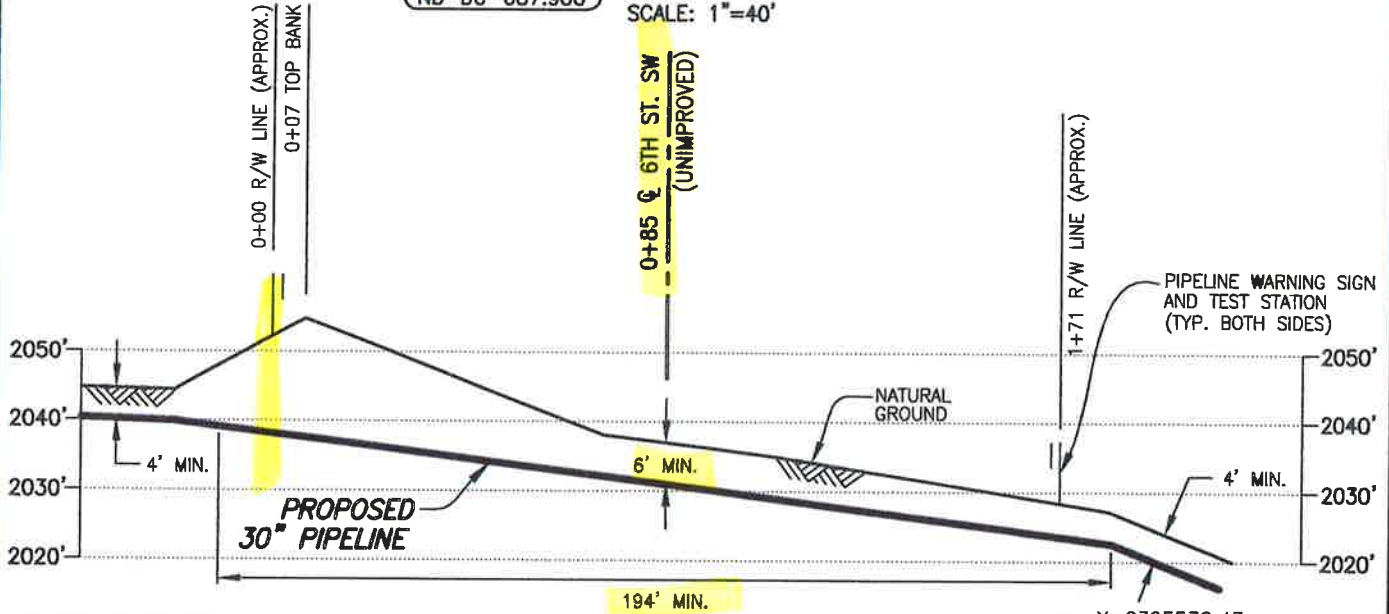 SCALE: 1"=40'
0+00 R/W LINE (APPROX.)
0+07 TOP BANK
0+85 ℄ 6TH ST. SW
(UNIMPROVED)
1+71 R/W LINE (APPROX.)
PIPELINE WARNING SIGN
AND TEST STATION
(TYP. BOTH SIDES)
2050'
2040'
2030'
2020'
2050'
2040'
2030'
2020'
NATURAL
GROUND
4' MIN.
6' MIN.
4' MIN.
PROPOSED
30" PIPELINE
194' MIN.